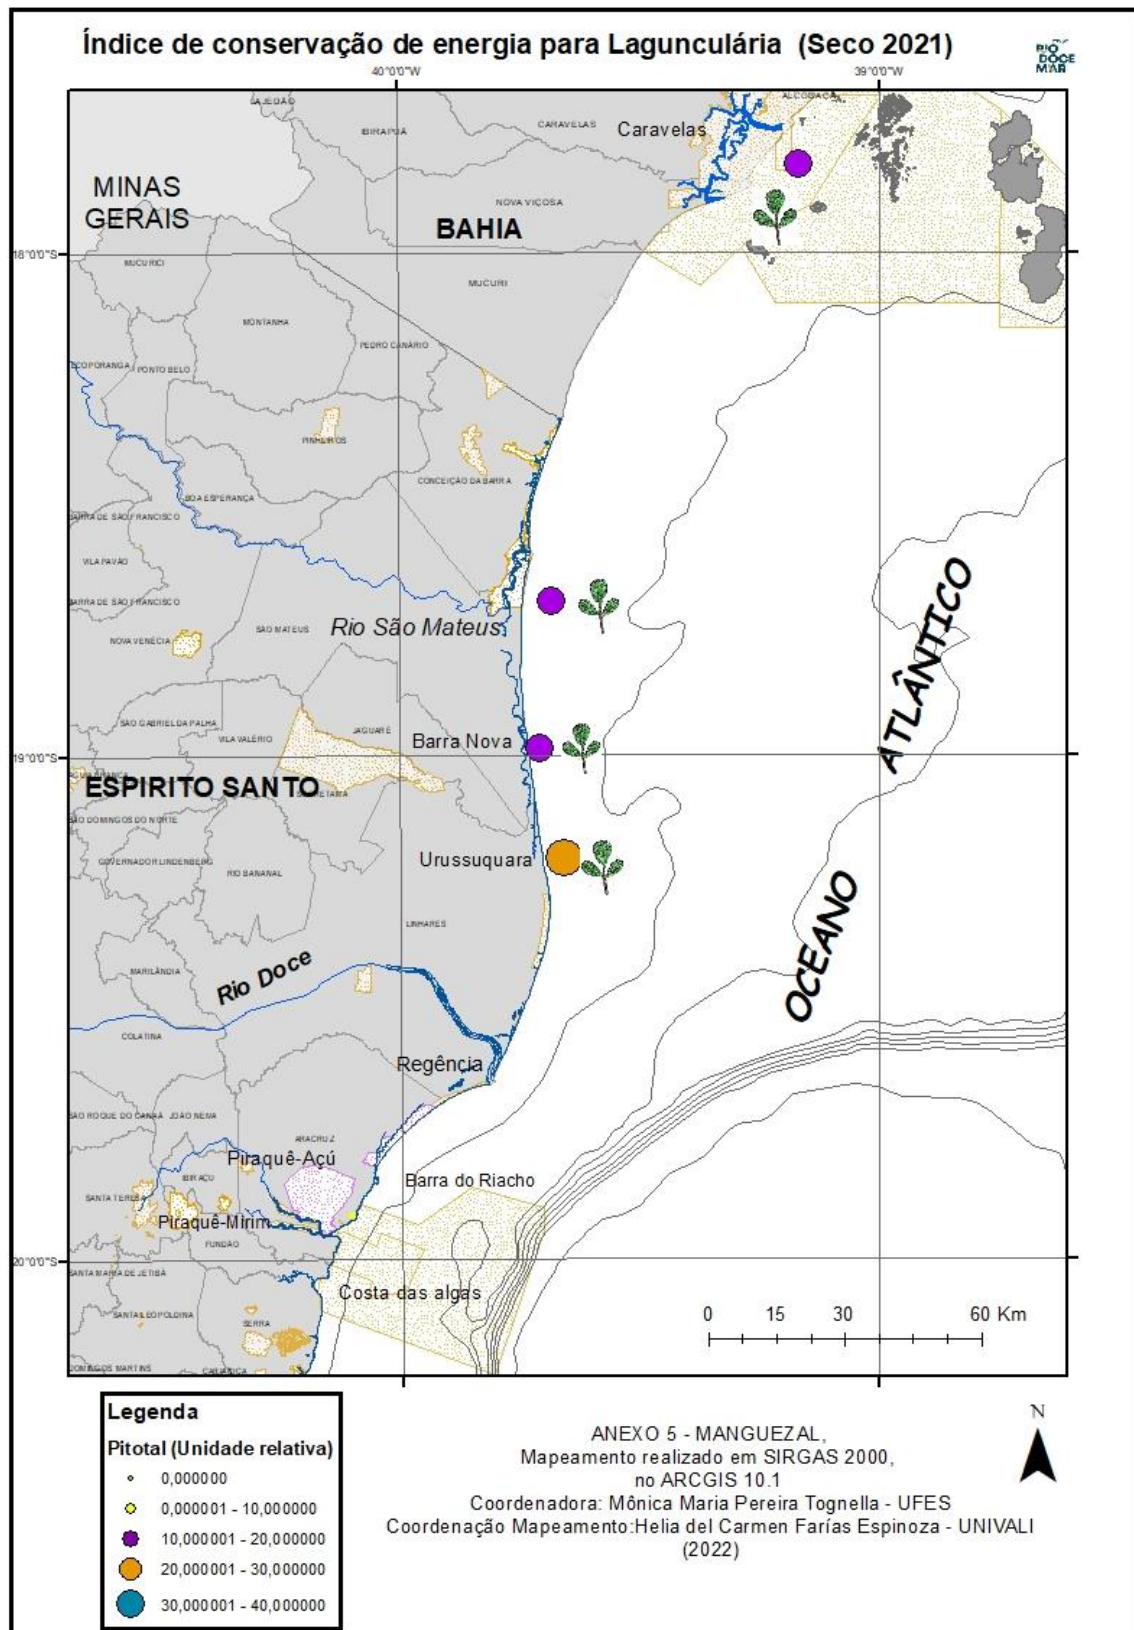 Índice de conservação de energia para Lagunculária (Seco 2021)
RIO
DOCE
MAR
40°0'0"W
39°0'0"W
LAJEDÃO
ALCOBAÇA
IBIRAPUÃ
CARAVELAS
Caravelas
MINAS
GERAIS
NOVA VIÇOSA
BAHIA
18°0'0"S
MUCURICI
MUCURI
MONTANHA
PEDRO CANÁRIO
ECOPORANGA
PONTO BELO
PINHEIROS
CONCEIÇÃO DA BARRA
BOA ESPERANÇA
BARRA DE SÃO FRANCISCO
VILA PAVÃO
BARRA DE SÃO FRANCISCO
SÃO MATEUS
Rio São Mateus
NOVA VENÉCIA
SÃO GABRIEL DA PALHA
VILA VALÉRIO
JAGUARÉ
Barra Nova
19°0'0"S
ESPIRITO SANTO
SOORETAMA
SÃO DOMINGOS DO NORTE
GOVERNADOR LINDENBERG
RIO BANANAL
Urussuquara
LINHARES
OCEANO ATLÂNTICO
MARILÂNDIA
Rio Doce
COLATINA
Regência
SÃO ROQUE DO CANAÃ
JOÃO NEIVA
ARACRUZ
Piraquê-Açú
IBIRAÇU
Barra do Riacho
SANTA TERESA
Piraquê-Mirim
FUNDÃO
20°0'0"S
SANTA MARIA DE JETIBÁ
Costa das algas
SANTA LEOPOLDINA
SERRA
0 15 30 60 Km
DOMINGOS MARTINS
CARIACICA
Legenda
Pitotal (Unidade relativa)
0,000000
0,000001 - 10,000000
10,000001 - 20,000000
20,000001 - 30,000000
30,000001 - 40,000000
ANEXO 5 - MANGUEZAL,
Mapeamento realizado em SIRGAS 2000,
no ARCGIS 10.1
Coordenadora: Mônica Maria Pereira Tognella - UFES
Coordenação Mapeamento:Helia del Carmen Farías Espinoza - UNIVALI
(2022)
N